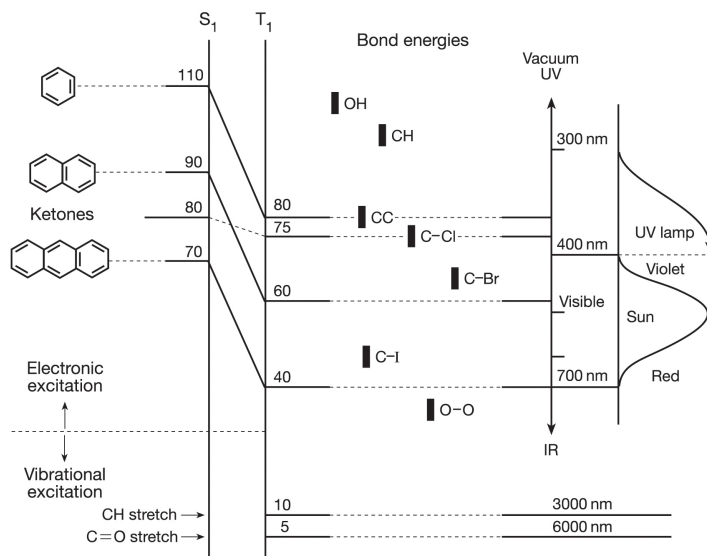 S1 T1
Bond energies
Vacuum
UV
110
OH
CH
300 nm
90
Ketones
80
80
CC
75
C–Cl
UV lamp
400 nm
70
Violet
C–Br
60
Visible
Sun
C–I
Electronic
excitation
40
700 nm
Red
O–O
IR
Vibrational
excitation
CH stretch
10
3000 nm
C=O stretch
5
6000 nm